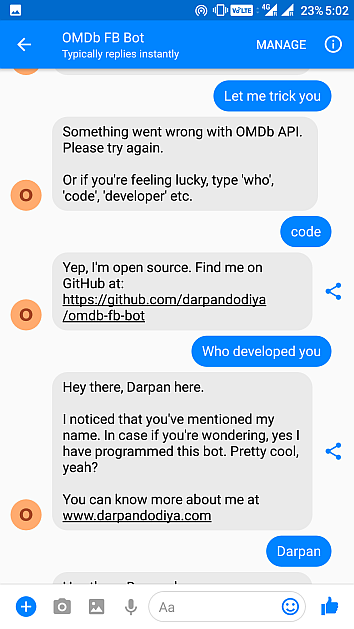 VoLTE 4G 23% 5:02
OMDb FB Bot
Typically replies instantly
MANAGE
Let me trick you
Something went wrong with OMDb API.
Please try again.
Or if you're feeling lucky, type 'who',
'code', 'developer' etc.
O
code
Yep, I'm open source. Find me on
GitHub at:
https://github.com/darpandodiya
/omdb-fb-bot
O
Who developed you
Hey there, Darpan here.
I noticed that you've mentioned my
name. In case if you're wondering, yes I
have programmed this bot. Pretty cool,
yeah?
You can know more about me at
www.darpandodiya.com
O
Darpan
Aa